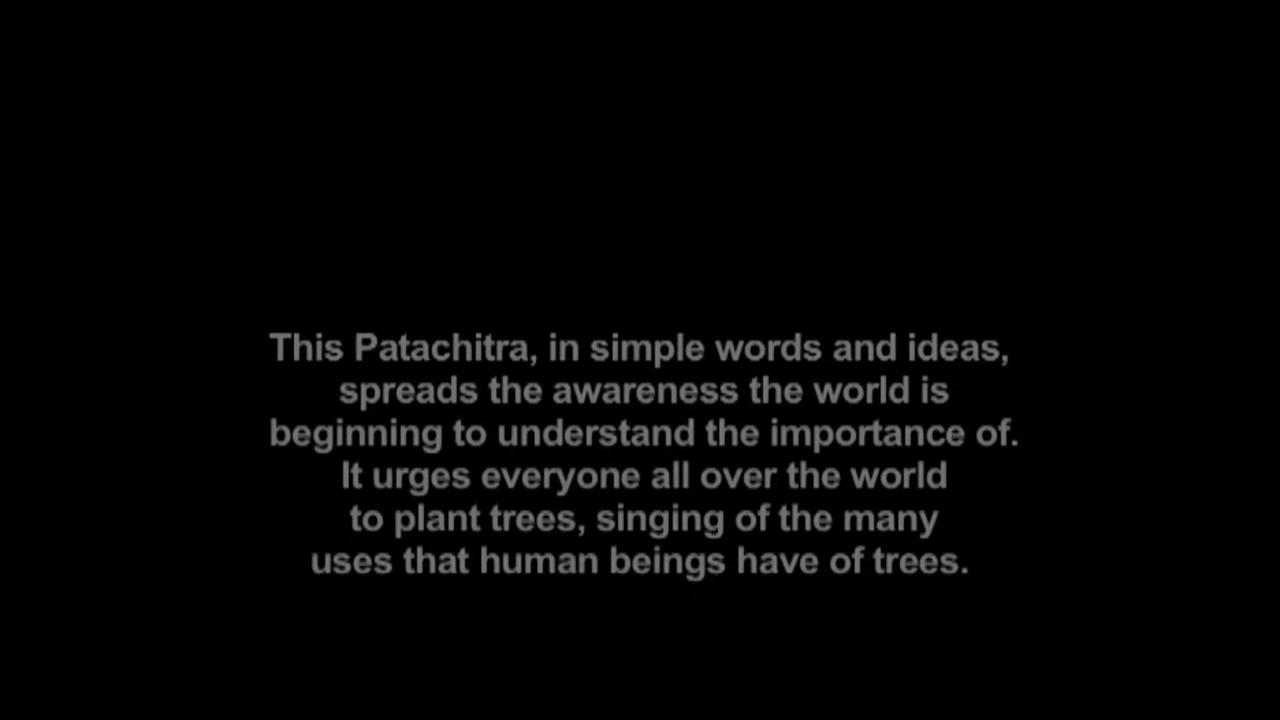 This Patachitra, in simple words and ideas,
spreads the awareness the world is
beginning to understand the importance of.
It urges everyone all over the world
to plant trees, singing of the many
uses that human beings have of trees.